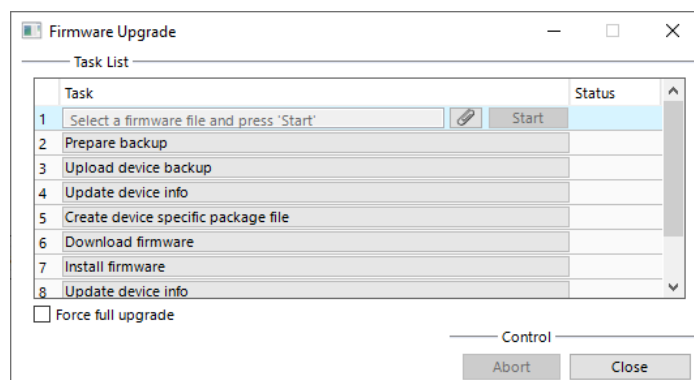 Firmware Upgrade
Task List
Task Status
1 Select a firmware file and press 'Start' Start
2 Prepare backup
3 Upload device backup
4 Update device info
5 Create device specific package file
6 Download firmware
7 Install firmware
8 Update device info
Force full upgrade
Control
Abort Close